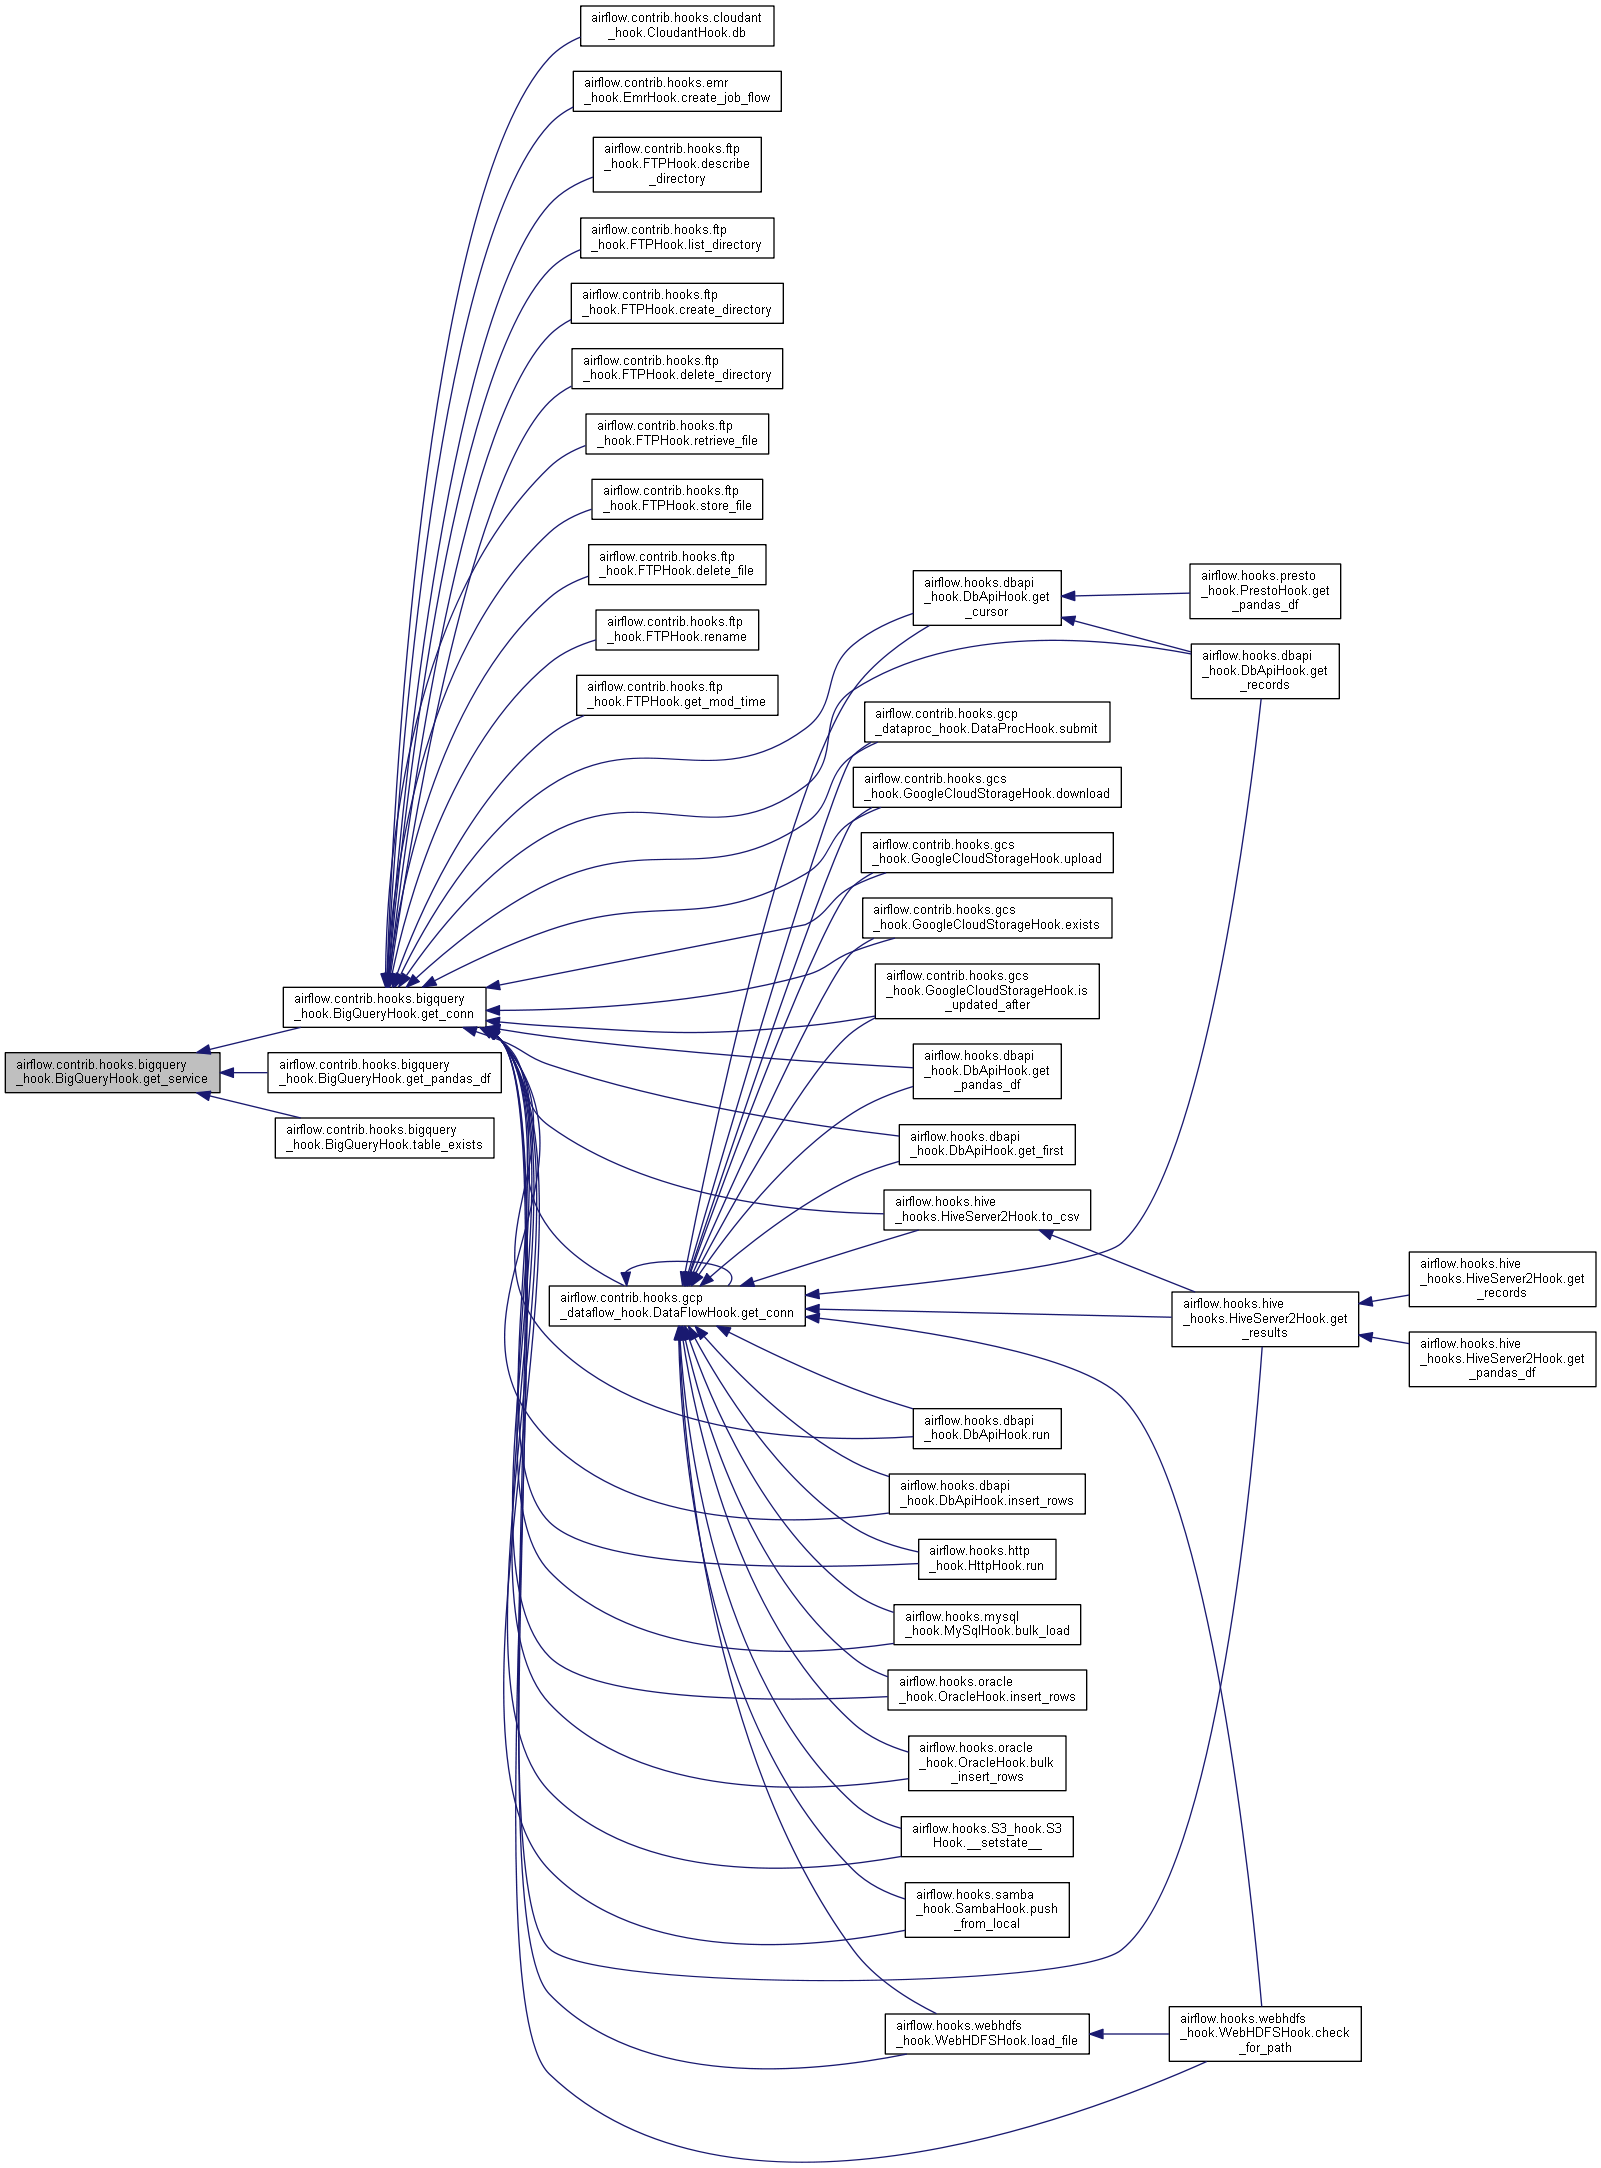 airflow.contrib.hooks.cloudant
_hook.CloudantHook.db
airflow.contrib.hooks.emr
_hook.EmrHook.create_job_flow
airflow.contrib.hooks.ftp
_hook.FTPHook.describe
_directory
airflow.contrib.hooks.ftp
_hook.FTPHook.list_directory
airflow.contrib.hooks.ftp
_hook.FTPHook.create_directory
airflow.contrib.hooks.ftp
_hook.FTPHook.delete_directory
airflow.contrib.hooks.ftp
_hook.FTPHook.retrieve_file
airflow.contrib.hooks.ftp
_hook.FTPHook.store_file
airflow.contrib.hooks.ftp
_hook.FTPHook.delete_file
airflow.contrib.hooks.ftp
_hook.FTPHook.rename
airflow.contrib.hooks.ftp
_hook.FTPHook.get_mod_time
airflow.hooks.dbapi
_hook.DbApiHook.get
_cursor
airflow.hooks.presto
_hook.PrestoHook.get
_pandas_df
airflow.hooks.dbapi
_hook.DbApiHook.get
_records
airflow.contrib.hooks.gcp
_dataproc_hook.DataProcHook.submit
airflow.contrib.hooks.gcs
_hook.GoogleCloudStorageHook.download
airflow.contrib.hooks.gcs
_hook.GoogleCloudStorageHook.upload
airflow.contrib.hooks.gcs
_hook.GoogleCloudStorageHook.exists
airflow.contrib.hooks.gcs
_hook.GoogleCloudStorageHook.is
_updated_after
airflow.contrib.hooks.bigquery
_hook.BigQueryHook.get_conn
airflow.contrib.hooks.bigquery
_hook.BigQueryHook.get_service
airflow.contrib.hooks.bigquery
_hook.BigQueryHook.get_pandas_df
airflow.contrib.hooks.bigquery
_hook.BigQueryHook.table_exists
airflow.hooks.dbapi
_hook.DbApiHook.get
_pandas_df
airflow.hooks.dbapi
_hook.DbApiHook.get_first
airflow.hooks.hive
_hooks.HiveServer2Hook.to_csv
airflow.contrib.hooks.gcp
_dataflow_hook.DataFlowHook.get_conn
airflow.hooks.hive
_hooks.HiveServer2Hook.get
_results
airflow.hooks.hive
_hooks.HiveServer2Hook.get
_records
airflow.hooks.hive
_hooks.HiveServer2Hook.get
_pandas_df
airflow.hooks.dbapi
_hook.DbApiHook.run
airflow.hooks.dbapi
_hook.DbApiHook.insert_rows
airflow.hooks.http
_hook.HttpHook.run
airflow.hooks.mysql
_hook.MySqlHook.bulk_load
airflow.hooks.oracle
_hook.OracleHook.insert_rows
airflow.hooks.oracle
_hook.OracleHook.bulk
_insert_rows
airflow.hooks.S3_hook.S3
Hook.__setstate__
airflow.hooks.samba
_hook.SambaHook.push
_from_local
airflow.hooks.webhdfs
_hook.WebHDFSHook.load_file
airflow.hooks.webhdfs
_hook.WebHDFSHook.check
_for_path